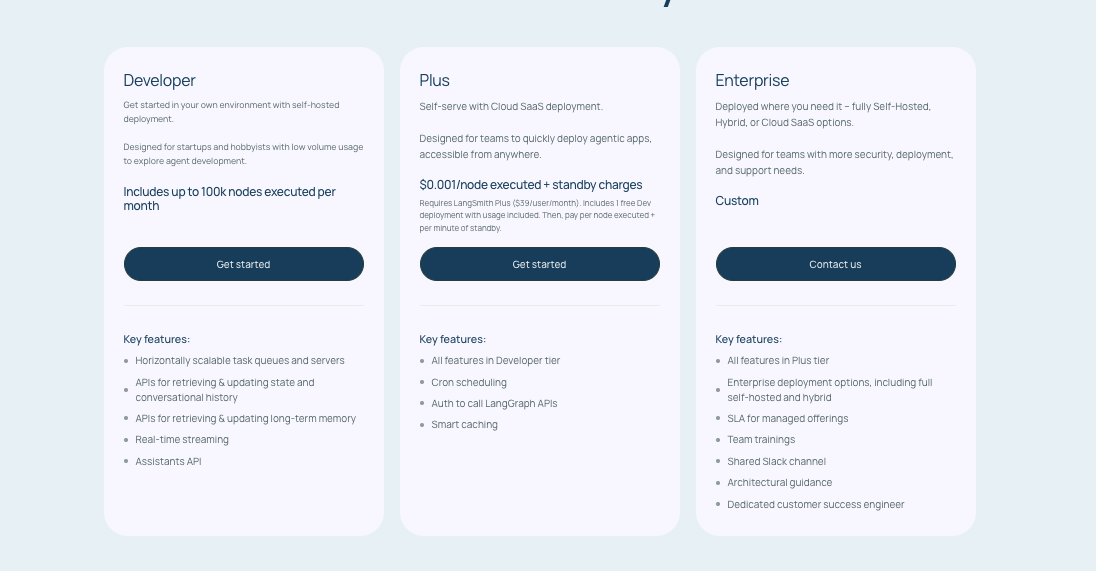 Developer
Get started in your own environment with self-hosted
deployment.
Designed for startups and hobbyists with low volume usage
to explore agent development.
Includes up to 100k nodes executed per
month
Get started
Key features:
Horizontally scalable task queues and servers
APIs for retrieving & updating state and
conversational history
APIs for retrieving & updating long-term memory
Real-time streaming
Assistants API
Plus
Self-serve with Cloud SaaS deployment.
Designed for teams to quickly deploy agentic apps,
accessible from anywhere.
$0.001/node executed + standby charges
Requires LangSmith Plus ($39/user/month). Includes 1 free Dev
deployment with usage included. Then, pay per node executed +
per minute of standby.
Get started
Key features:
All features in Developer tier
Cron scheduling
Auth to call LangGraph APIs
Smart caching
Enterprise
Deployed where you need it – fully Self-Hosted,
Hybrid, or Cloud SaaS options.
Designed for teams with more security, deployment,
and support needs.
Custom
Contact us
Key features:
All features in Plus tier
Enterprise deployment options, including full
self-hosted and hybrid
SLA for managed offerings
Team trainings
Shared Slack channel
Architectural guidance
Dedicated customer success engineer